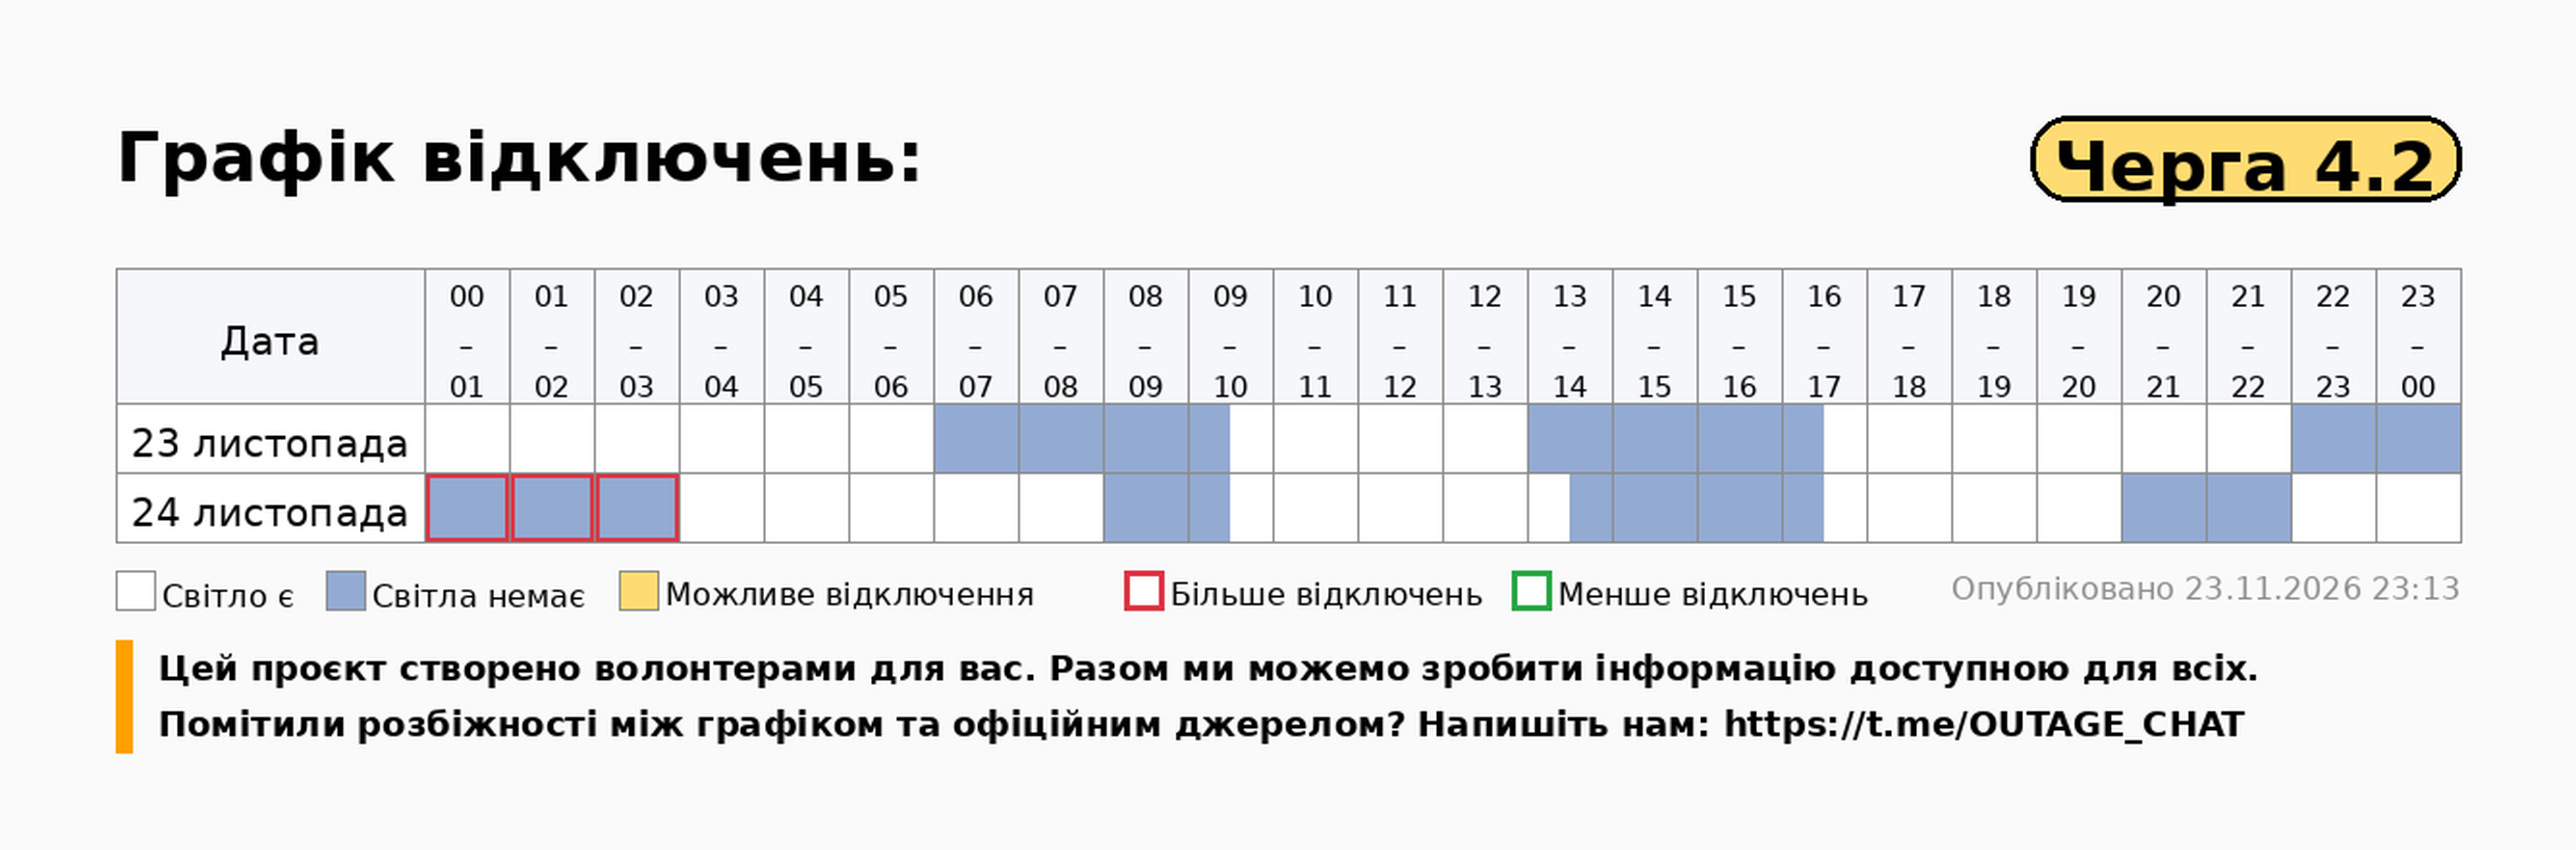 Графік відключень:
Черга 4.2
Дата
00 – 01
01 – 02
02 – 03
03 – 04
04 – 05
05 – 06
06 – 07
07 – 08
08 – 09
09 – 10
10 – 11
11 – 12
12 – 13
13 – 14
14 – 15
15 – 16
16 – 17
17 – 18
18 – 19
19 – 20
20 – 21
21 – 22
22 – 23
23 – 00
23 листопада
24 листопада
Світло є
Світла немає
Можливе відключення
Більше відключень
Менше відключень
Опубліковано 23.11.2026 23:13
Цей проєкт створено волонтерами для вас. Разом ми можемо зробити інформацію доступною для всіх.
Помітили розбіжності між графіком та офіційним джерелом? Напишіть нам: https://t.me/OUTAGE_CHAT